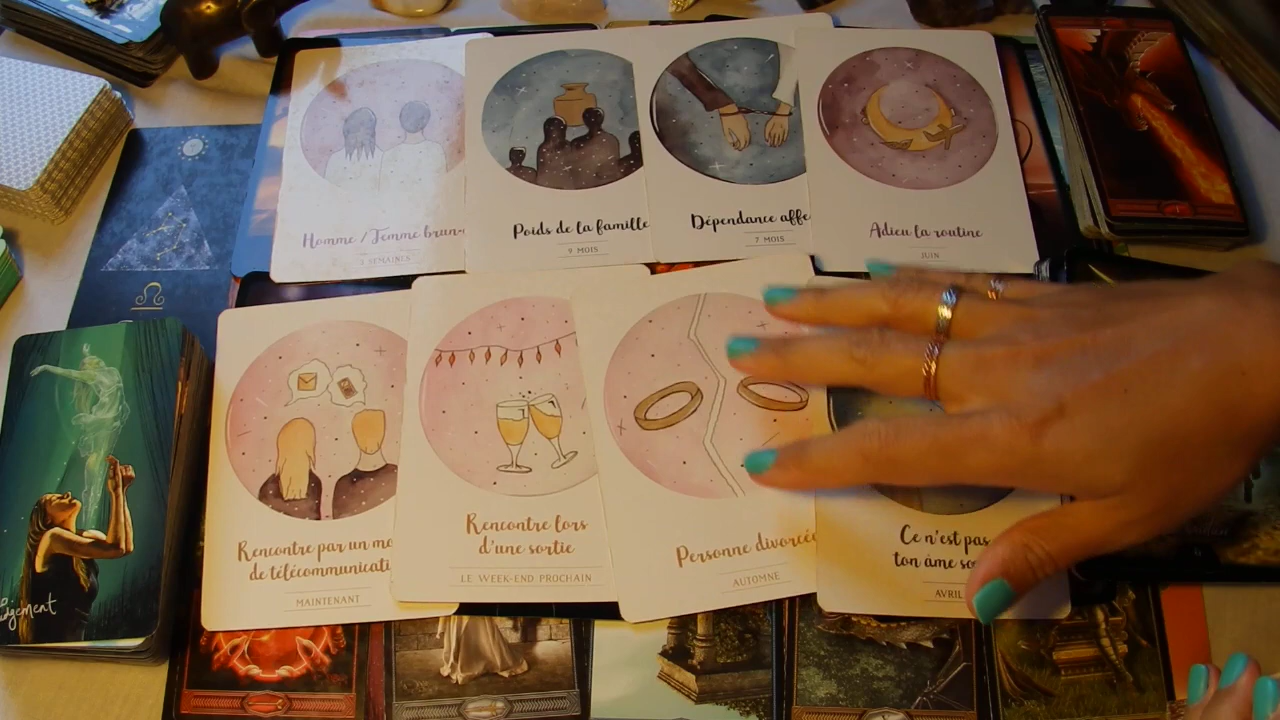 Homme / Femme brun
3 SEMAINES
Poids de la famille
9 MOIS
Dépendance affe
7 MOIS
Adieu la routine
JUIN
Rencontre par un mo
de télécommunicati
MAINTENANT
Rencontre lors
d'une sortie
LE WEEK-END PROCHAIN
Personne divorcée
AUTOMNE
Ce n'est pas
ton âme so
AVRIL
Judgement